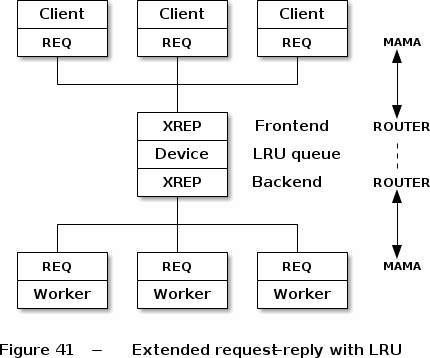 Client Client Client
REQ REQ REQ MAMA
XREP Frontend ROUTER
Device LRU queue
XREP Backend ROUTER
REQ REQ REQ MAMA
Worker Worker Worker
Figure 41 – Extended request-reply with LRU